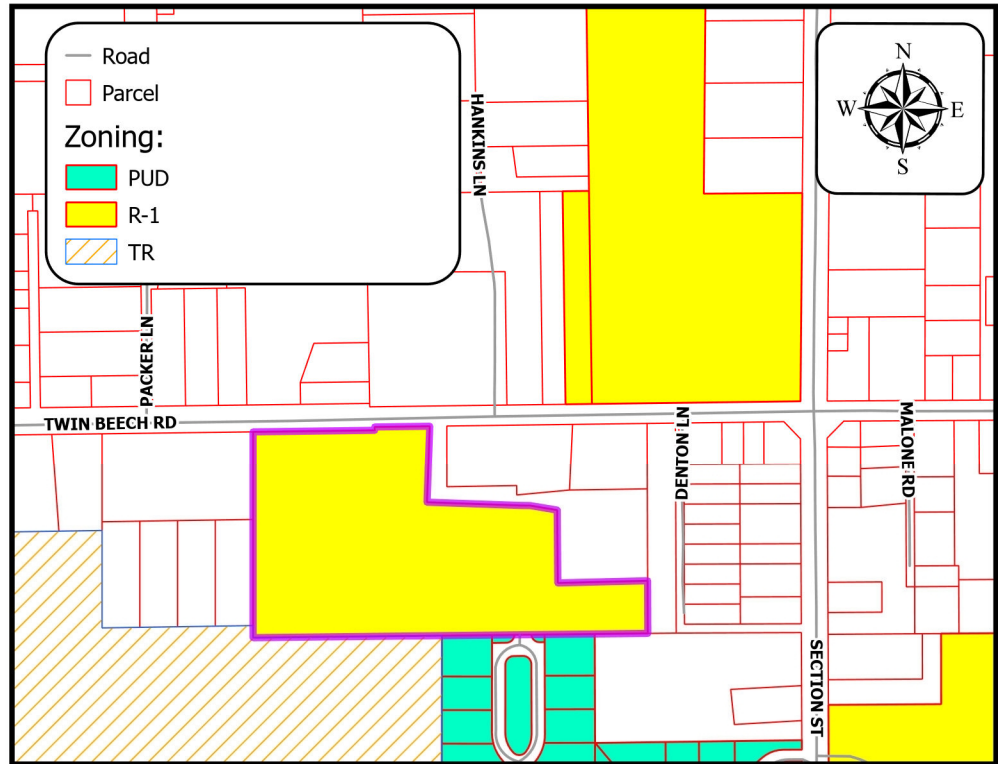 Road
Parcel
Zoning:
PUD
R-1
TR
N
W
E
S
HANKINS LN
PACKER LN
TWIN BEECH RD
DENTON LN
MALONE RD
SECTION ST